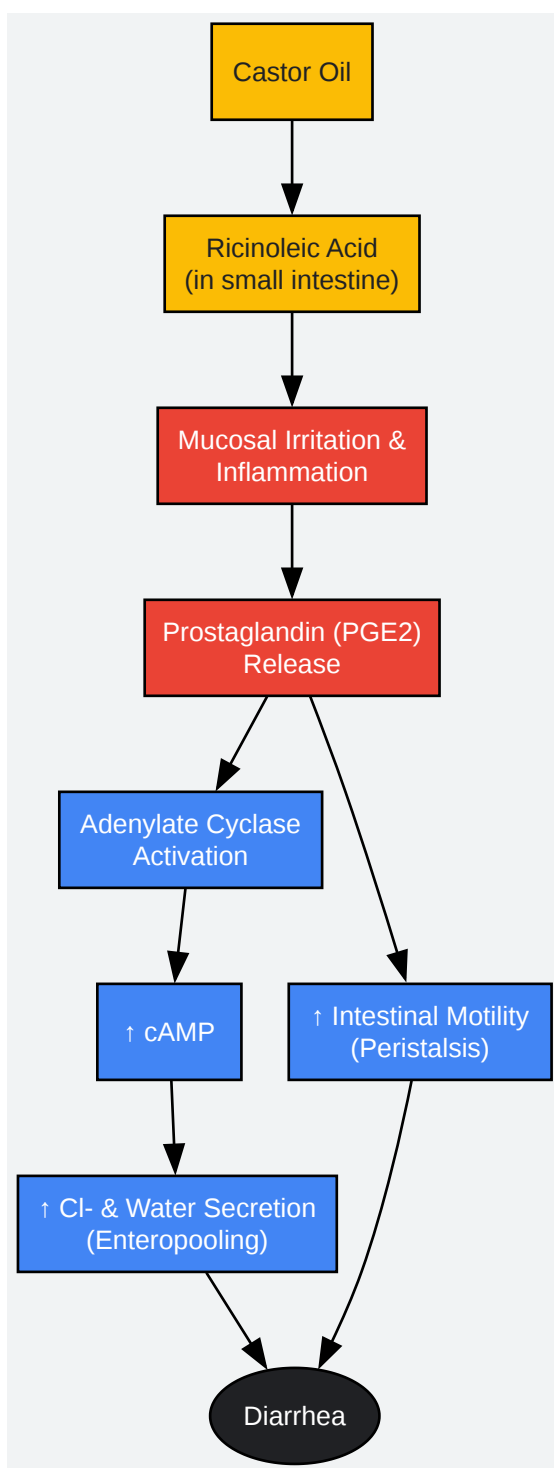 Castor Oil
Ricinoleic Acid
(in small intestine)
Mucosal Irritation &
Inflammation
Prostaglandin (PGE2)
Release
Adenylate Cyclase
Activation
↑ cAMP
↑ Intestinal Motility
(Peristalsis)
↑ Cl- & Water Secretion
(Enteropooling)
Diarrhea